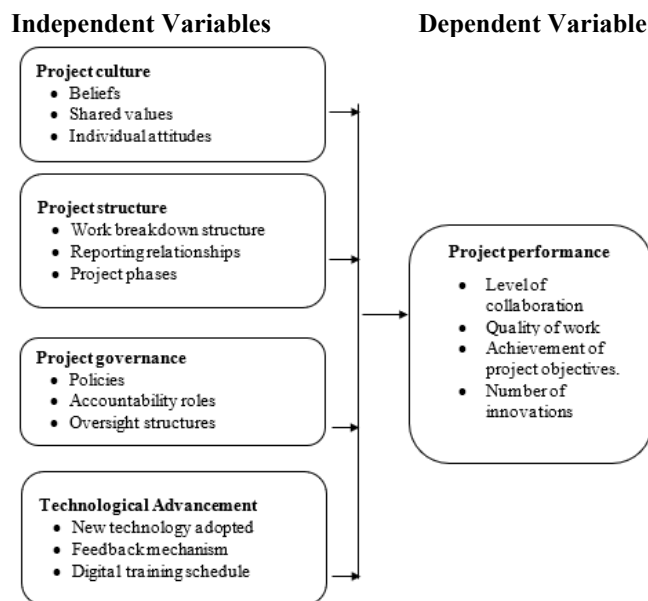 Independent Variables
Dependent Variable
Project culture
• Beliefs
• Shared values
• Individual attitudes
Project structure
• Work breakdown structure
• Reporting relationships
• Project phases
Project governance
• Policies
• Accountability roles
• Oversight structures
Technological Advancement
• New technology adopted
• Feedback mechanism
• Digital training schedule
Project performance
• Level of
collaboration
• Quality of work
• Achievement of
project objectives.
• Number of
innovations